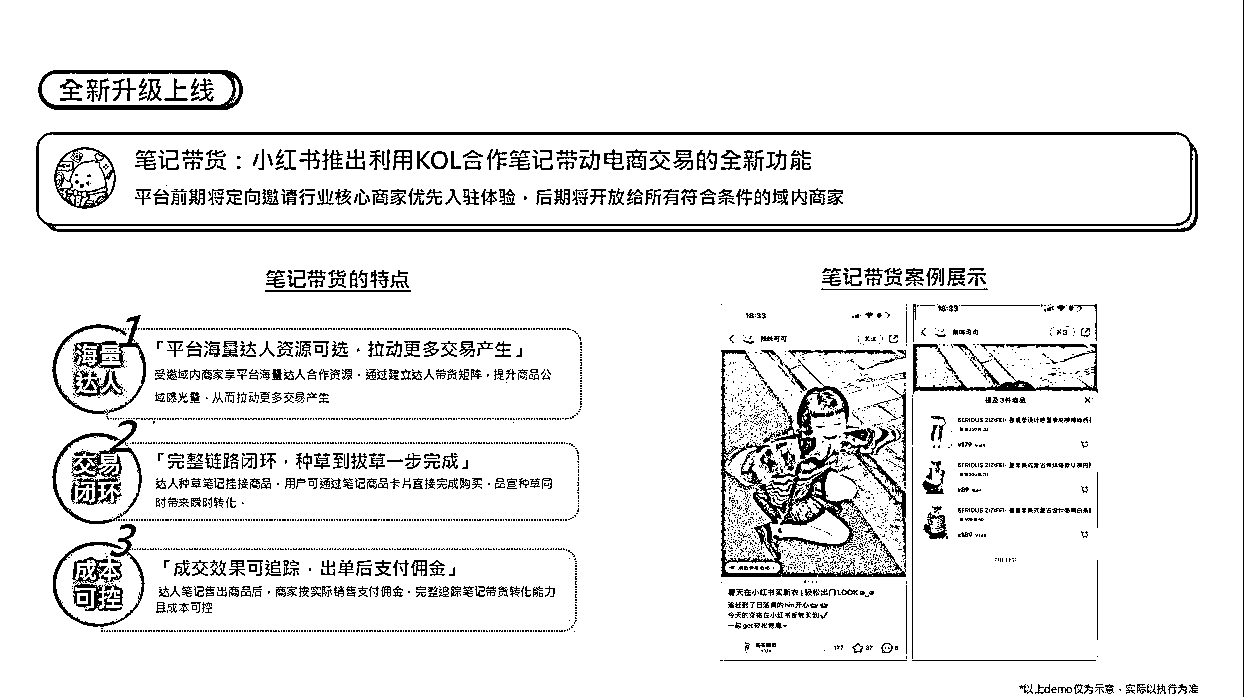 全新升级上线
笔记带货：小红书推出利用KOL合作笔记带动电商交易的全新功能
平台前期将定向邀请行业核心商家优先入驻体验，后期将开放给所有符合条件的域内商家
笔记带货的特点
1
海量
达人
「平台海量达人资源可选，拉动更多交易产生」
受邀域内商家享平台海量达人合作资源，通过建立达人带货矩阵，提升商品公
域曝光量，从而拉动更多交易产生
2
交易
闭环
「完整链路闭环，种草到拔草一步完成」
达人种草笔记挂接商品，用户可通过笔记商品卡片直接完成购买，品宣种草同
时带来瞬时转化。
3
成本
可控
「成交效果可追踪，出单后支付佣金」
达人笔记售出商品后，商家按实际销售支付佣金，完整追踪笔记带货转化能力
且成本可控
笔记带货案例展示
18:33
关注
春天在小红书买新衣 | 轻松出门LOOK
127
37
6
18:33
提及3件商品
¥179
¥89
¥189
*以上demo仅为示意，实际以执行为准